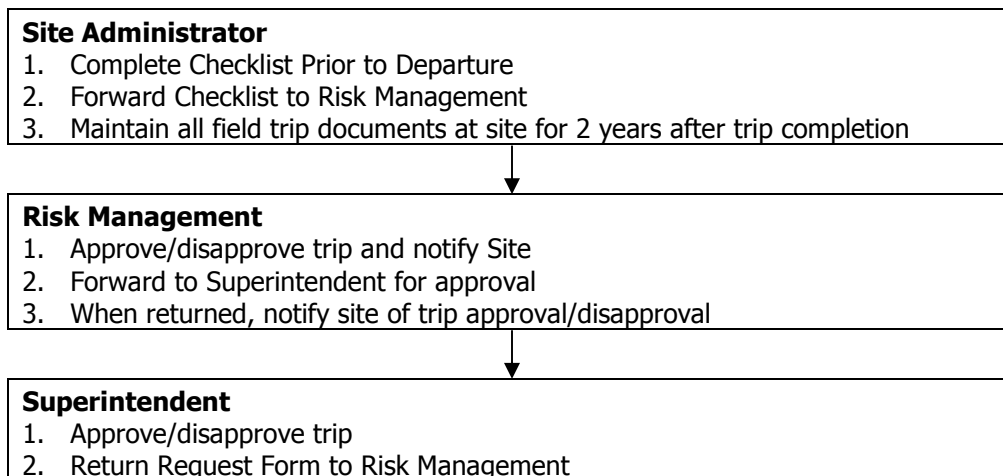 Site Administrator
1. Complete Checklist Prior to Departure
2. Forward Checklist to Risk Management
3. Maintain all field trip documents at site for 2 years after trip completion
Risk Management
1. Approve/disapprove trip and notify Site
2. Forward to Superintendent for approval
3. When returned, notify site of trip approval/disapproval
Superintendent
1. Approve/disapprove trip
2. Return Request Form to Risk Management